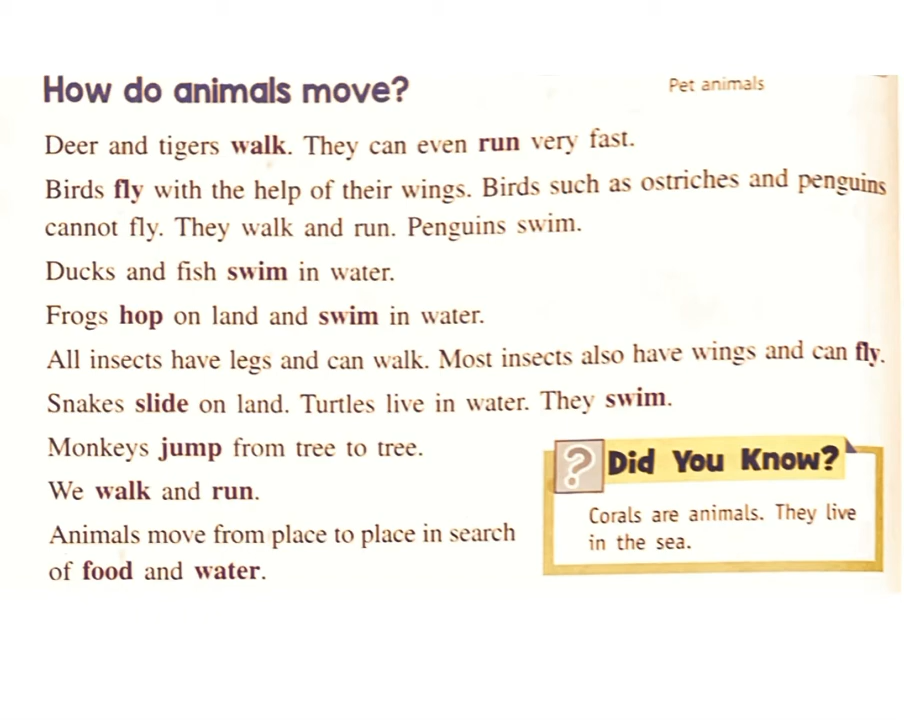 How do animals move?
Pet animals
Deer and tigers walk. They can even run very fast.
Birds fly with the help of their wings. Birds such as ostriches and penguins
cannot fly. They walk and run. Penguins swim.
Ducks and fish swim in water.
Frogs hop on land and swim in water.
All insects have legs and can walk. Most insects also have wings and can fly.
Snakes slide on land. Turtles live in water. They swim.
Monkeys jump from tree to tree.
We walk and run.
Animals move from place to place in search
of food and water.
? Did You Know?
Corals are animals. They live
in the sea.